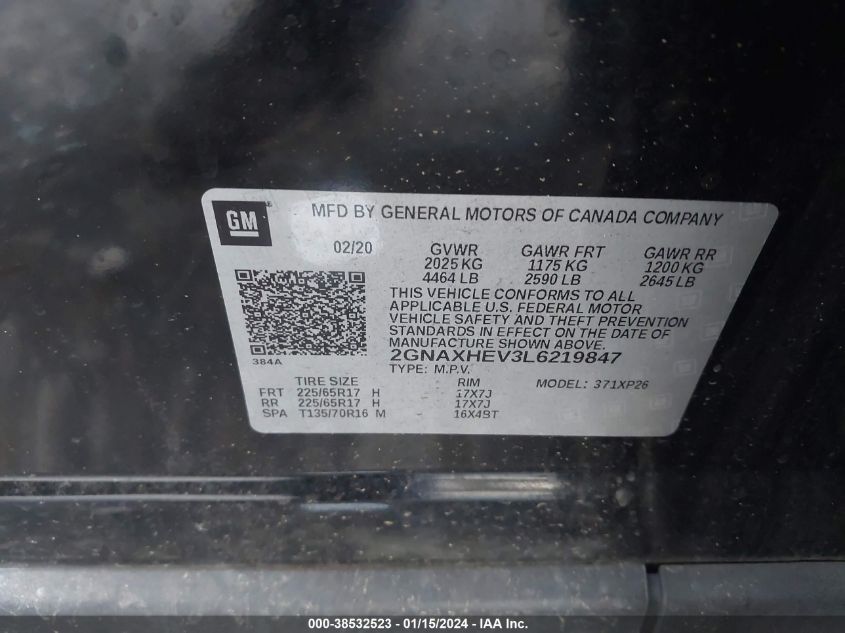 GM
MFD BY GENERAL MOTORS OF CANADA COMPANY
02/20 GVWR GAWR FRT GAWR RR
2025 KG 1175 KG 1200 KG
4464 LB 2590 LB 2645 LB
THIS VEHICLE CONFORMS TO ALL
APPLICABLE U.S. FEDERAL MOTOR
VEHICLE SAFETY AND THEFT PREVENTION
STANDARDS IN EFFECT ON THE DATE OF
MANUFACTURE SHOWN ABOVE.
384A 2GNAXHEV3L6219847
TYPE: M.P.V. MODEL: 371XP26
TIRE SIZE RIM
FRT 225/65R17 H 17X7J
RR 225/65R17 H 17X7J
SPA T135/70R16 M 16X4BT
000-38532523 - 01/15/2024 - IAA Inc.